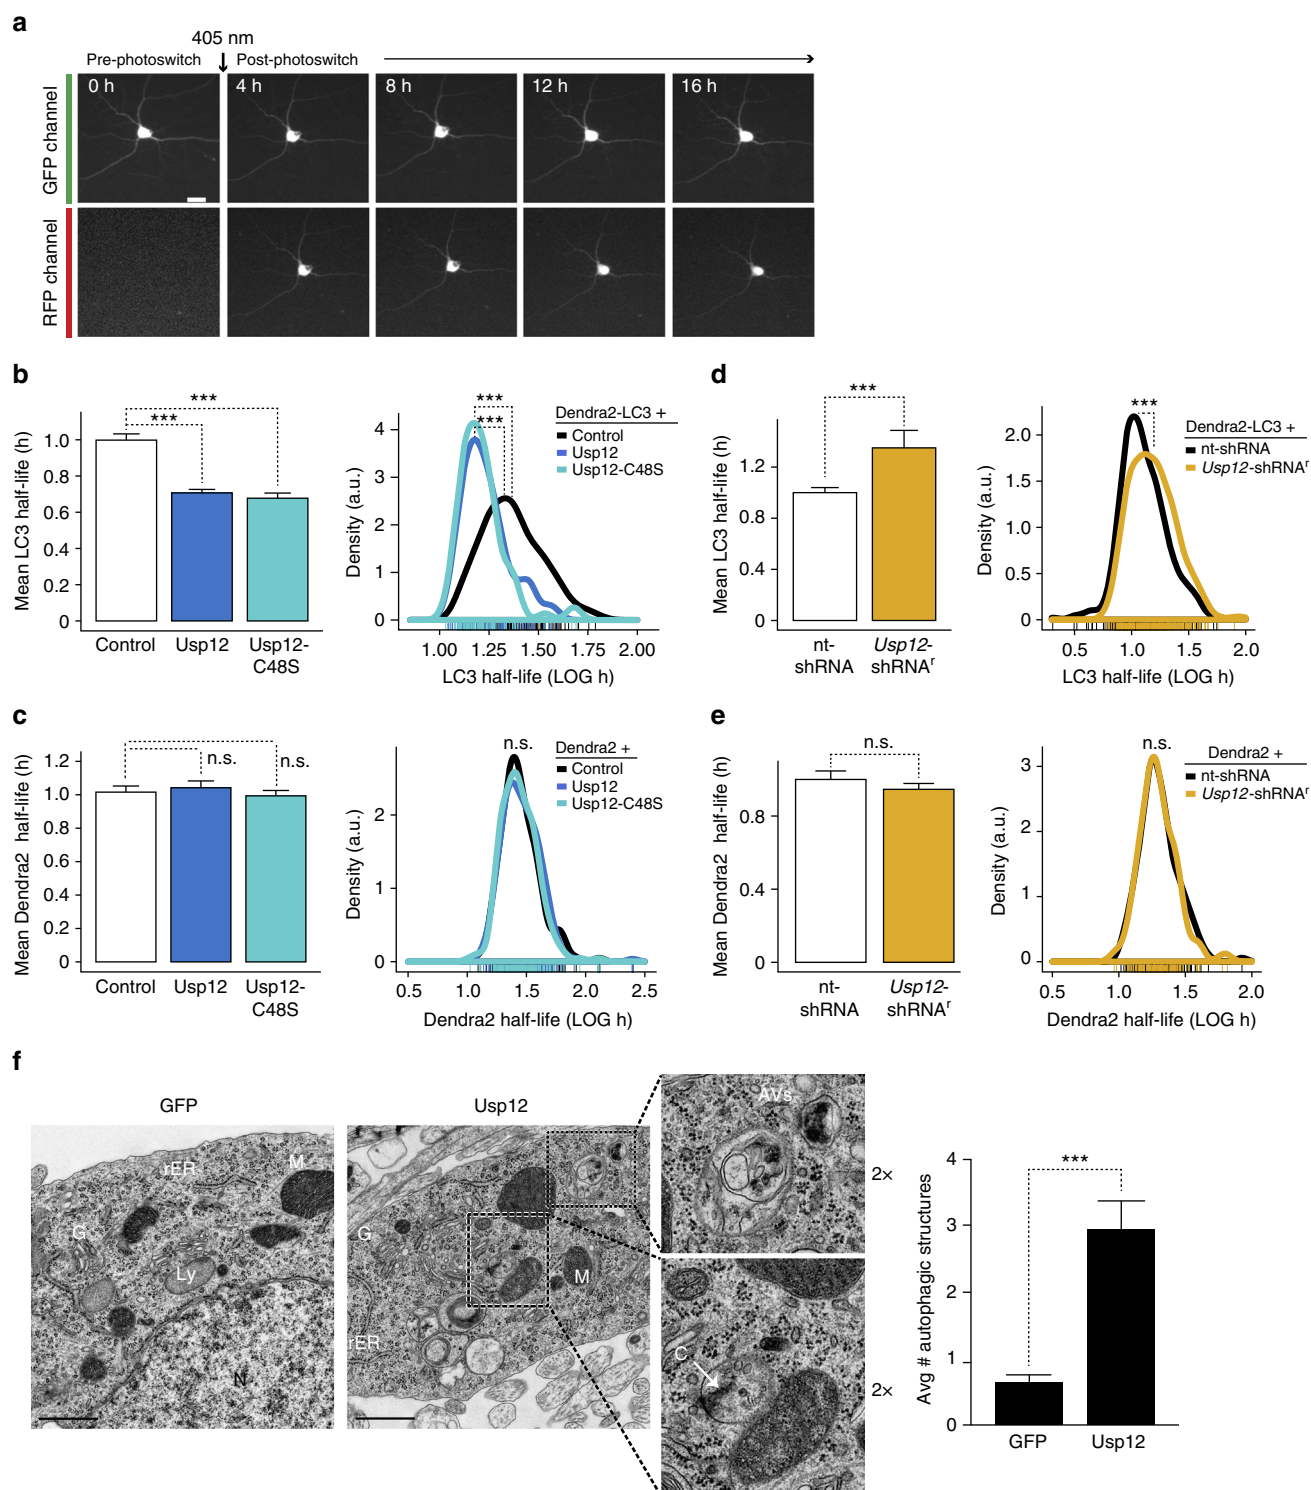 a
405 nm
Pre-photoswitch
Post-photoswitch
0 h
4 h
8 h
12 h
16 h
GFP channel
RFP channel
b
Mean LC3 half-life (h)
1.0
0.8
0.6
0.4
0.2
0
***
***
Control
Usp12
Usp12-
C48S
Density (a.u.)
4
3
2
1
0
***
***
Dendra2-LC3 +
Control
Usp12
Usp12-C48S
1.00
1.25
1.50
1.75
2.00
LC3 half-life (LOG h)
d
Mean LC3 half-life (h)
1.2
0.8
0.4
0
***
nt-
shRNA
Usp12-
shRNAʳ
Density (a.u.)
2.0
1.5
1.0
0.5
0
***
Dendra2-LC3 +
nt-shRNA
Usp12-shRNAʳ
0.5
1.0
1.5
2.0
LC3 half-life (LOG h)
c
Mean Dendra2 half-life (h)
1.2
1.0
0.8
0.6
0.4
0.2
0
n.s.
n.s.
Control
Usp12
Usp12-
C48S
Density (a.u.)
2
1
0
n.s.
Dendra2 +
Control
Usp12
Usp12-C48S
0.5
1.0
1.5
2.0
2.5
Dendra2 half-life (LOG h)
e
Mean Dendra2 half-life (h)
0.8
0.4
0
n.s.
nt-
shRNA
Usp12-
shRNAʳ
Density (a.u.)
3
2
1
0
n.s.
Dendra2 +
nt-shRNA
Usp12-shRNAʳ
0.5
1.0
1.5
2.0
Dendra2 half-life (LOG h)
f
GFP
rER
M
G
Ly
N
Usp12
G
M
rER
AVs
2×
C
2×
Avg # autophagic structures
4
3
2
1
0
***
GFP
Usp12